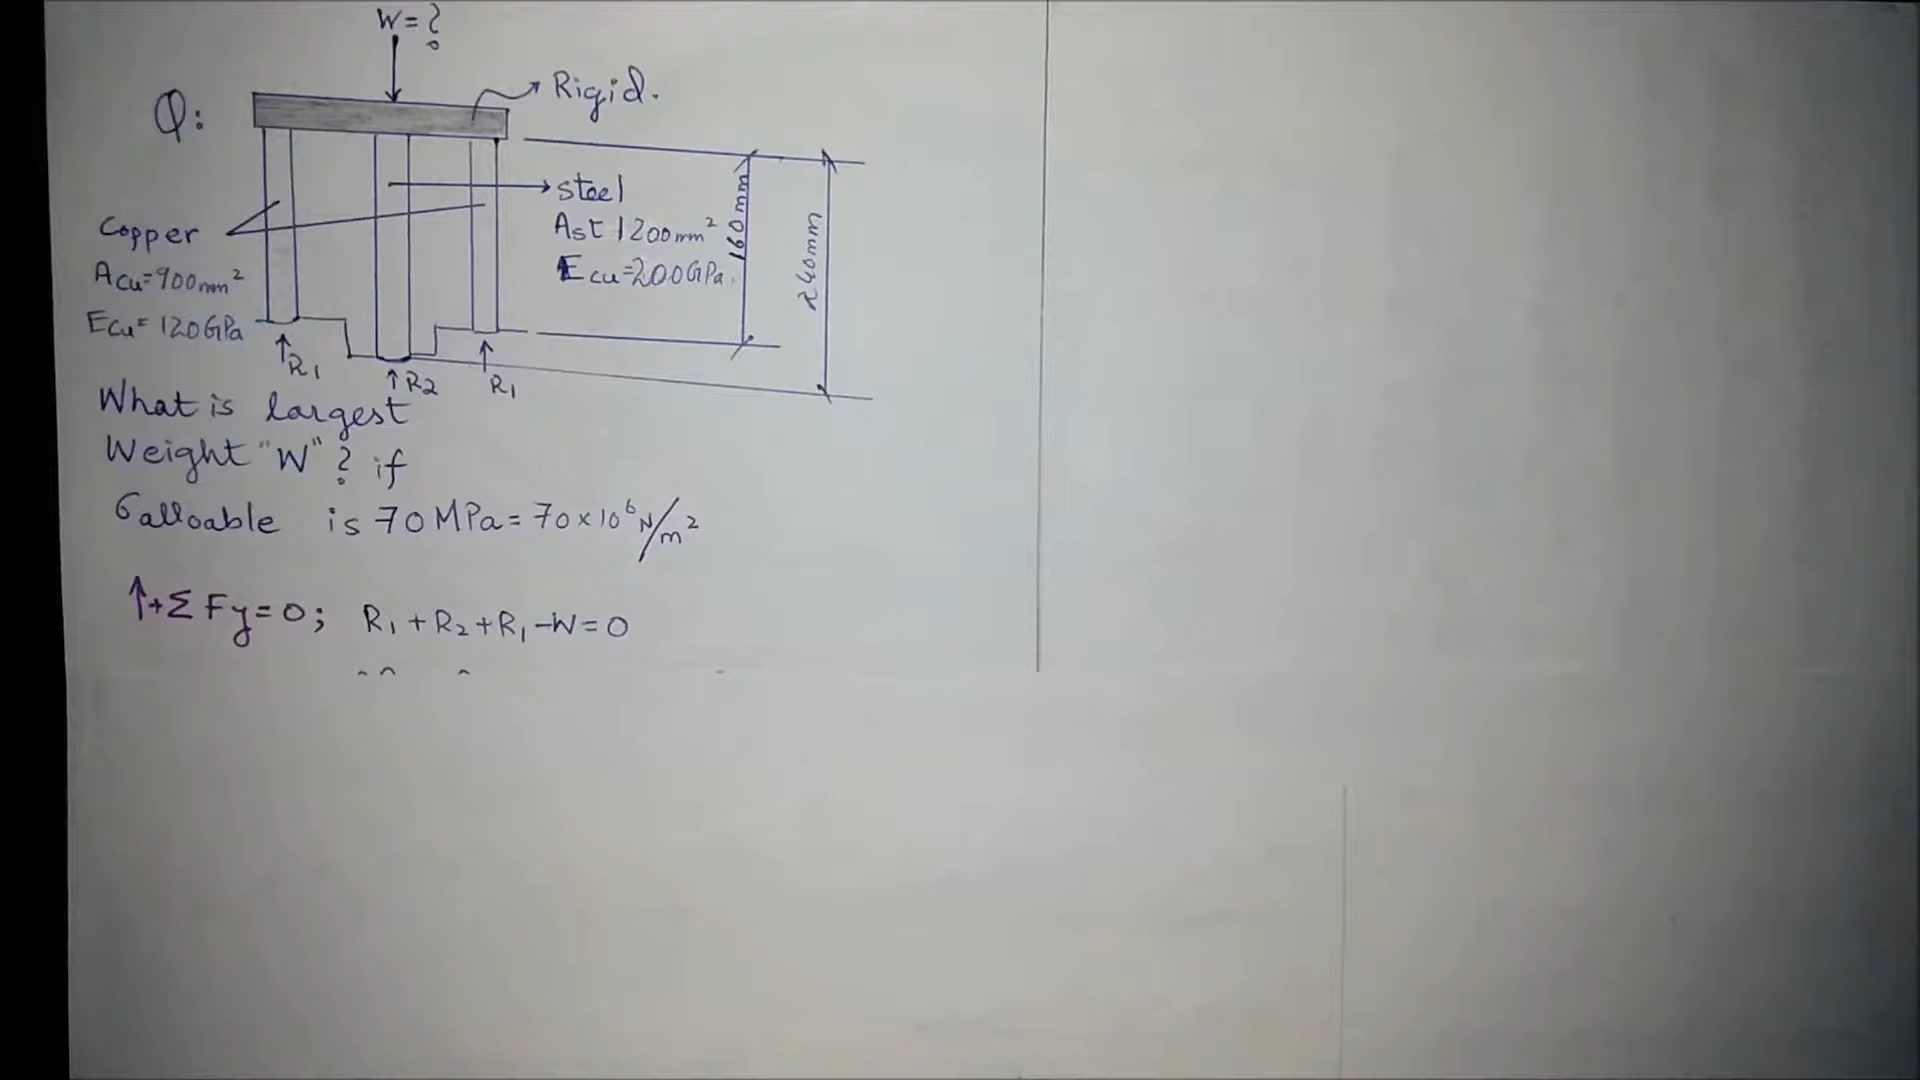 W=?
Q:
Rigid.
steel
Ast 1200mm²
Ecu=200GPa.
160mm
240mm
Copper
Acu=900mm²
Ecu=120GPa
R1
R2
R1
What is largest
Weight "W"? if
σalloable is 70MPa=70×10⁶N/m²
↑+ΣFy=0; R1+R2+R1-W=0